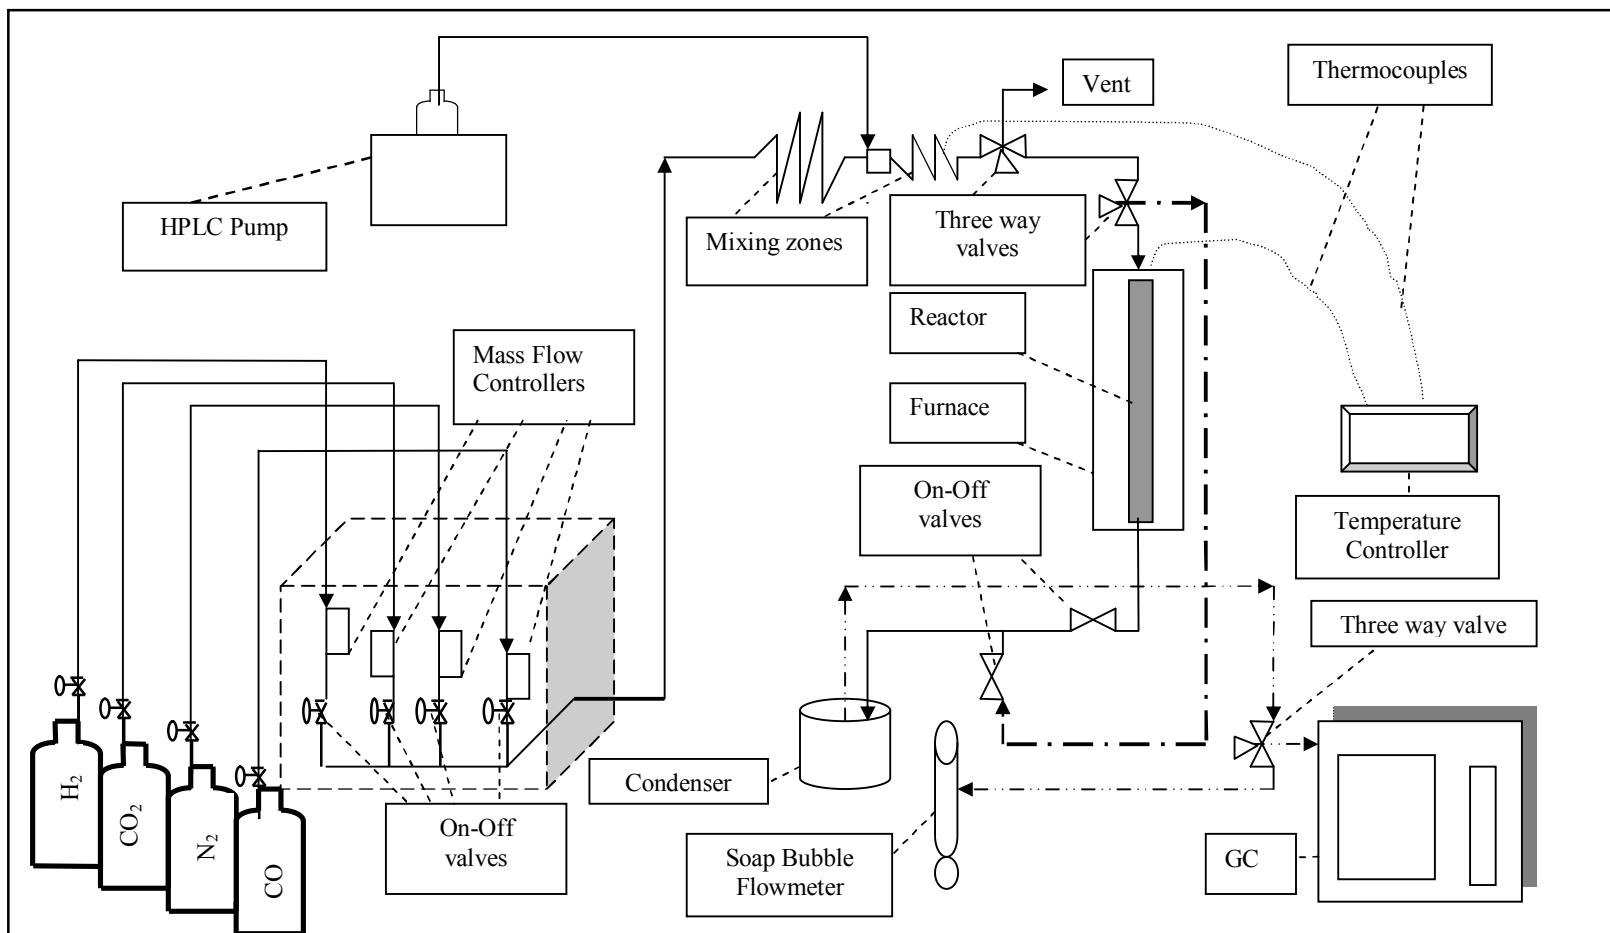 Vent
Thermocouples
HPLC Pump
Mixing zones
Three way
valves
Reactor
Mass Flow
Controllers
Furnace
On-Off
valves
Temperature
Controller
Three way valve
H₂
CO₂
N₂
CO
Condenser
On-Off
valves
Soap Bubble
Flowmeter
GC